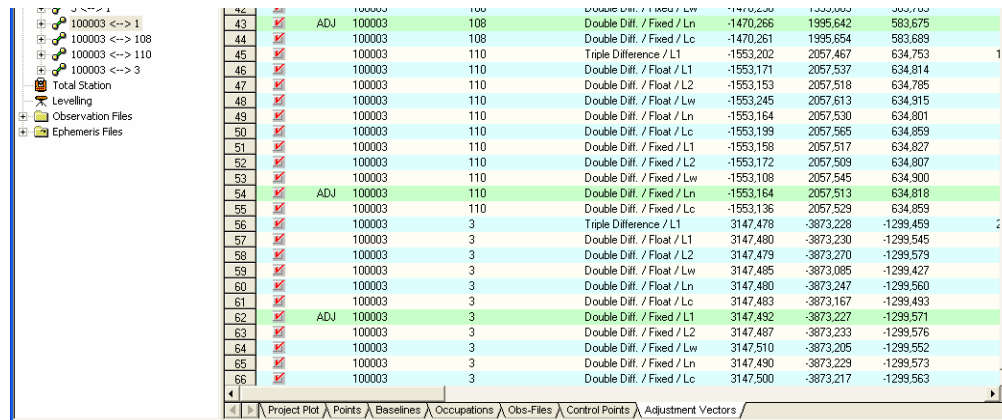 100003 <--> 1
100003 <--> 108
100003 <--> 110
100003 <--> 3
Total Station
Levelling
Observation Files
Ephemeris Files
43 ADJ 100003 108 Double Diff. / Fixed / Ln -1470,266 1995,642 583,675
44 100003 108 Double Diff. / Fixed / Lc -1470,261 1995,654 583,689
45 100003 110 Triple Difference / L1 -1553,202 2057,467 634,753 1
46 100003 110 Double Diff. / Float / L1 -1553,171 2057,537 634,814
47 100003 110 Double Diff. / Float / L2 -1553,153 2057,518 634,785
48 100003 110 Double Diff. / Float / Lw -1553,245 2057,613 634,915
49 100003 110 Double Diff. / Float / Ln -1553,164 2057,530 634,801
50 100003 110 Double Diff. / Float / Lc -1553,199 2057,565 634,859
51 100003 110 Double Diff. / Fixed / L1 -1553,158 2057,517 634,827
52 100003 110 Double Diff. / Fixed / L2 -1553,172 2057,509 634,807
53 100003 110 Double Diff. / Fixed / Lw -1553,108 2057,545 634,900
54 ADJ 100003 110 Double Diff. / Fixed / Ln -1553,164 2057,513 634,818
55 100003 110 Double Diff. / Fixed / Lc -1553,136 2057,529 634,859
56 100003 3 Triple Difference / L1 3147,478 -3873,228 -1299,459 2
57 100003 3 Double Diff. / Float / L1 3147,480 -3873,230 -1299,545
58 100003 3 Double Diff. / Float / L2 3147,479 -3873,270 -1299,579
59 100003 3 Double Diff. / Float / Lw 3147,485 -3873,085 -1299,427
60 100003 3 Double Diff. / Float / Ln 3147,480 -3873,247 -1299,560
61 100003 3 Double Diff. / Float / Lc 3147,483 -3873,167 -1299,493
62 ADJ 100003 3 Double Diff. / Fixed / L1 3147,492 -3873,227 -1299,571
63 100003 3 Double Diff. / Fixed / L2 3147,487 -3873,233 -1299,576
64 100003 3 Double Diff. / Fixed / Lw 3147,510 -3873,205 -1299,552
65 100003 3 Double Diff. / Fixed / Ln 3147,490 -3873,229 -1299,573
66 100003 3 Double Diff. / Fixed / Lc 3147,500 -3873,217 -1299,563
Project Plot Points Baselines Occupations Obs-Files Control Points Adjustment Vectors